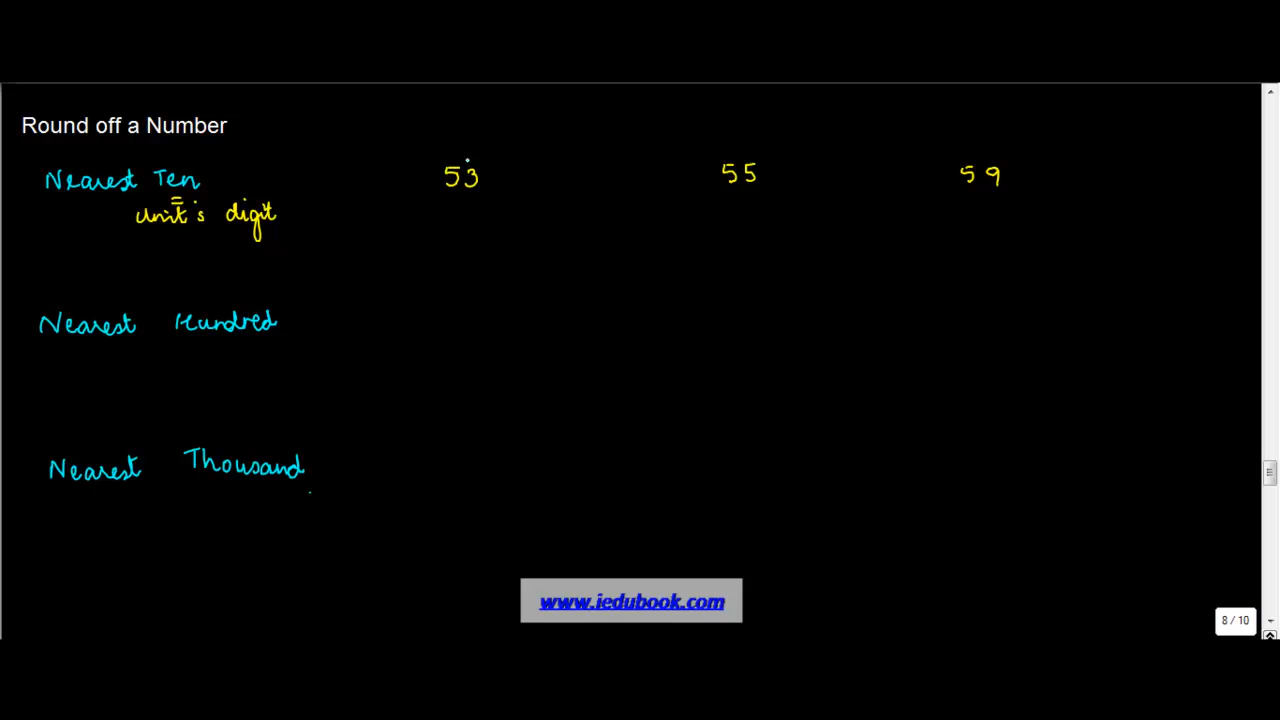 Round off a Number
Nearest Ten 53 55 59
unit's digit
Nearest Hundred
Nearest Thousand
www.iedubook.com
8 / 10